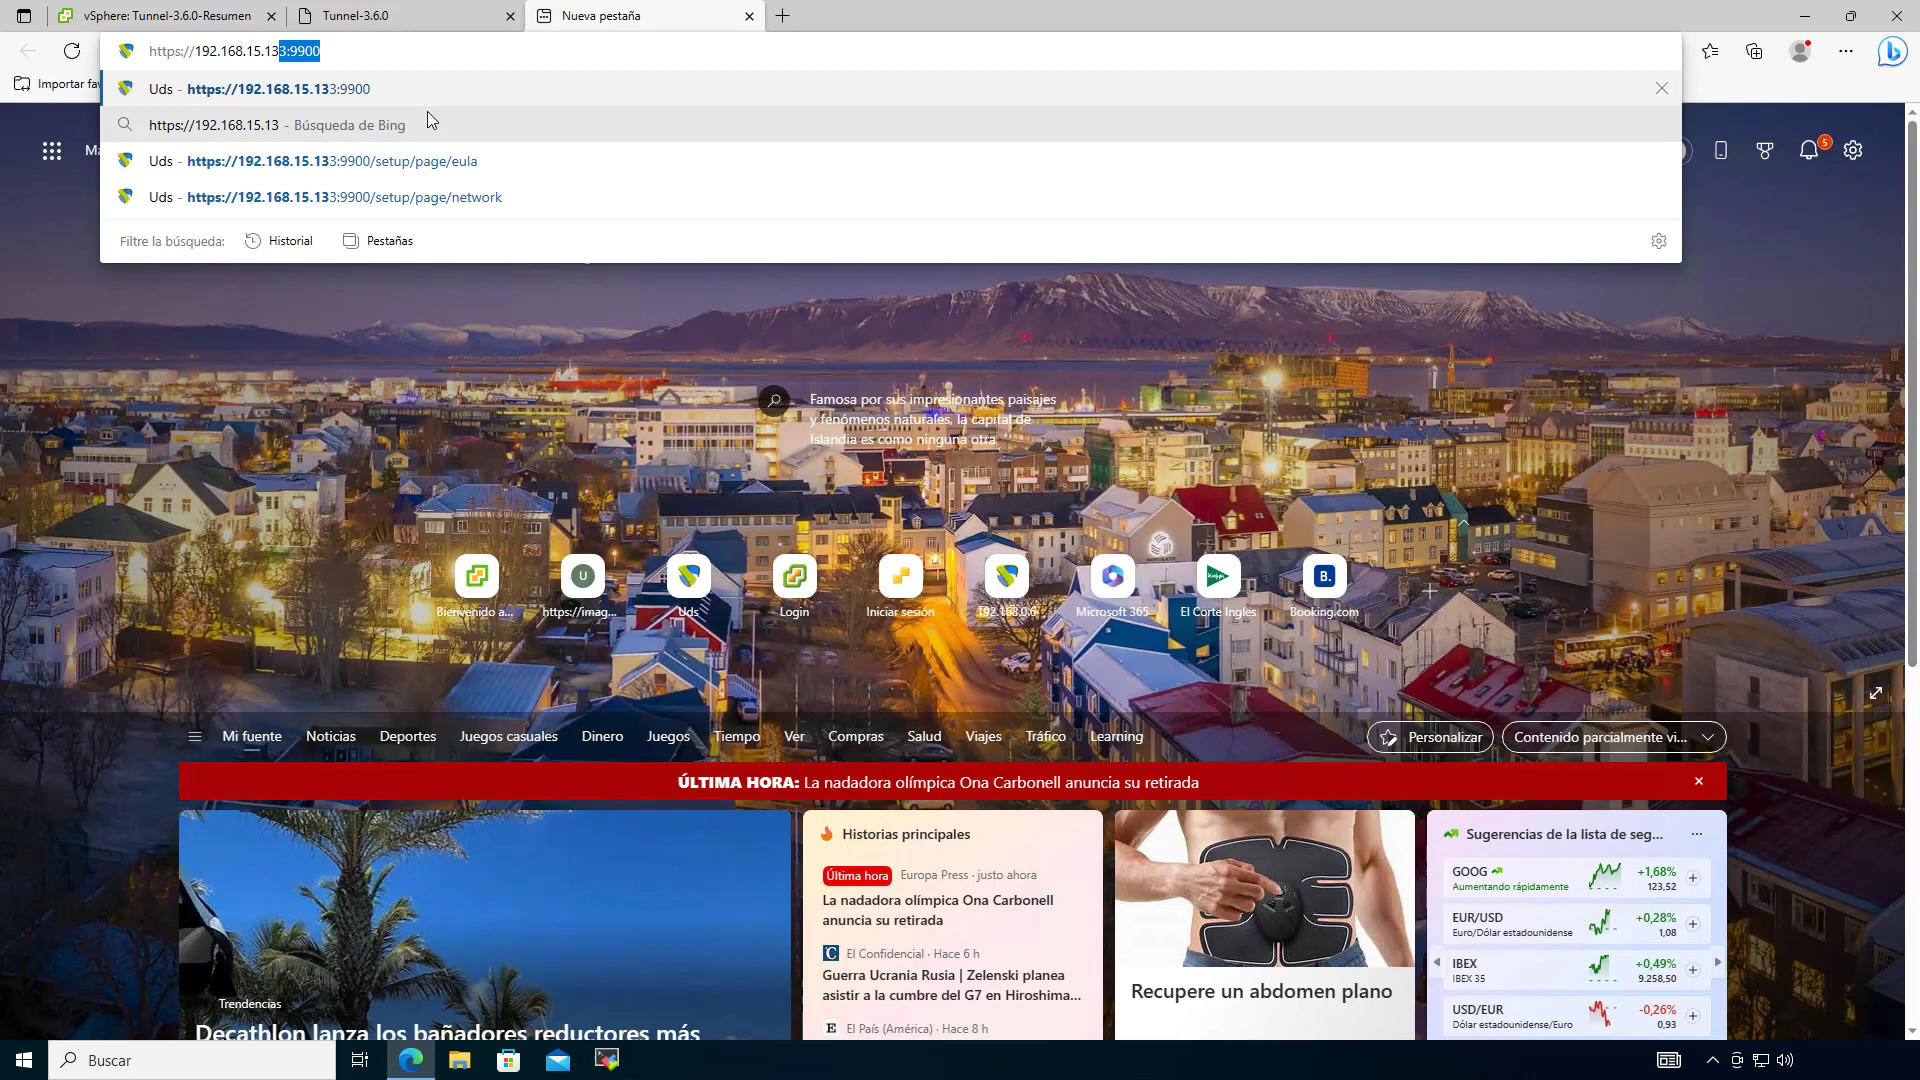 vSphere: Tunnel-3.6.0-Resumen
Tunnel-3.6.0
Nueva pestaña
https://192.168.15.133:9900
Importar fav
Uds - https://192.168.15.133:9900
https://192.168.15.13 - Búsqueda de Bing
Uds - https://192.168.15.133:9900/setup/page/eula
Uds - https://192.168.15.133:9900/setup/page/network
Filtre la búsqueda:
Historial
Pestañas
Ma
5
Famosa por sus impresionantes paisajes
y fenómenos naturales, la capital de
Islandia es como ninguna otra
U
B.
Bienvenido a...
https://imag...
Uds
Login
Iniciar sesión
192.168.0.6
Microsoft 365
El Corte Ingles
Booking.com
Mi fuente
Noticias
Deportes
Juegos casuales
Dinero
Juegos
Tiempo
Ver
Compras
Salud
Viajes
Tráfico
Learning
Personalizar
Contenido parcialmente vi...
ÚLTIMA HORA: La nadadora olímpica Ona Carbonell anuncia su retirada
Trendencias
Decathlon lanza los bañadores reductores más
Historias principales
Última hora
Europa Press · justo ahora
La nadadora olímpica Ona Carbonell
anuncia su retirada
El Confidencial · Hace 6 h
Guerra Ucrania Rusia | Zelenski planea
asistir a la cumbre del G7 en Hiroshima...
E El País (América) · Hace 8 h
Recupere un abdomen plano
Sugerencias de la lista de seg...
GOOG
+1,68%
Aumentando rápidamente
123,52
EUR/USD
+0,28%
Euro/Dólar estadounidense
1,08
IBEX
+0,49%
IBEX 35
9.258,50
USD/EUR
-0,26%
Dólar estadounidense/Euro
0,93
Buscar